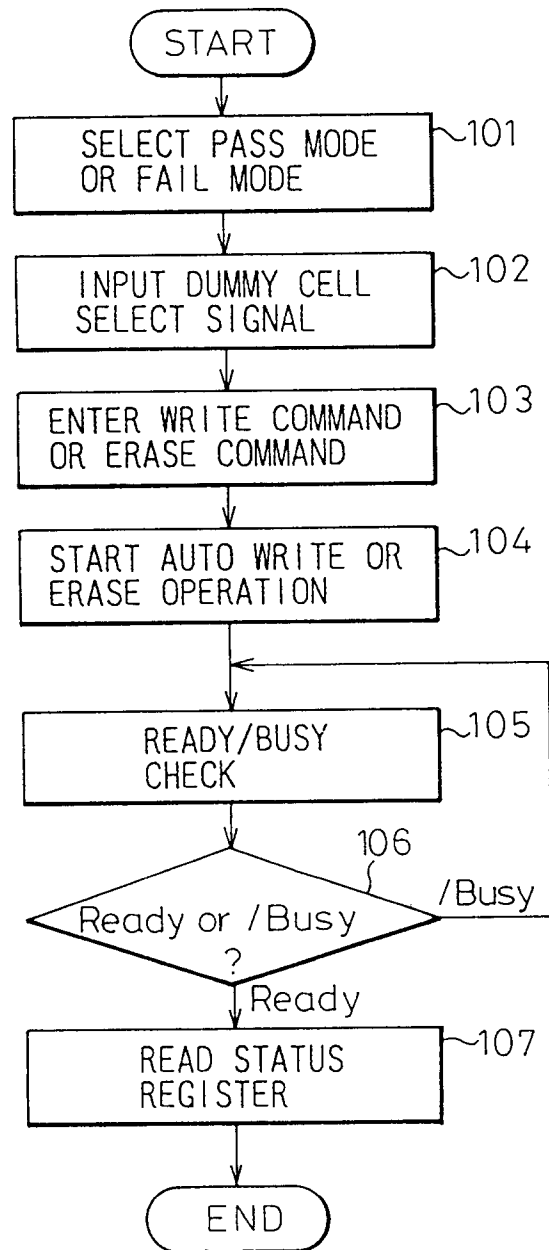 START
101
SELECT PASS MODE
OR FAIL MODE
102
INPUT DUMMY CELL
SELECT SIGNAL
103
ENTER WRITE COMMAND
OR ERASE COMMAND
104
START AUTO WRITE OR
ERASE OPERATION
105
READY/BUSY
CHECK
106
/Busy
Ready or /Busy
?
Ready
107
READ STATUS
REGISTER
END